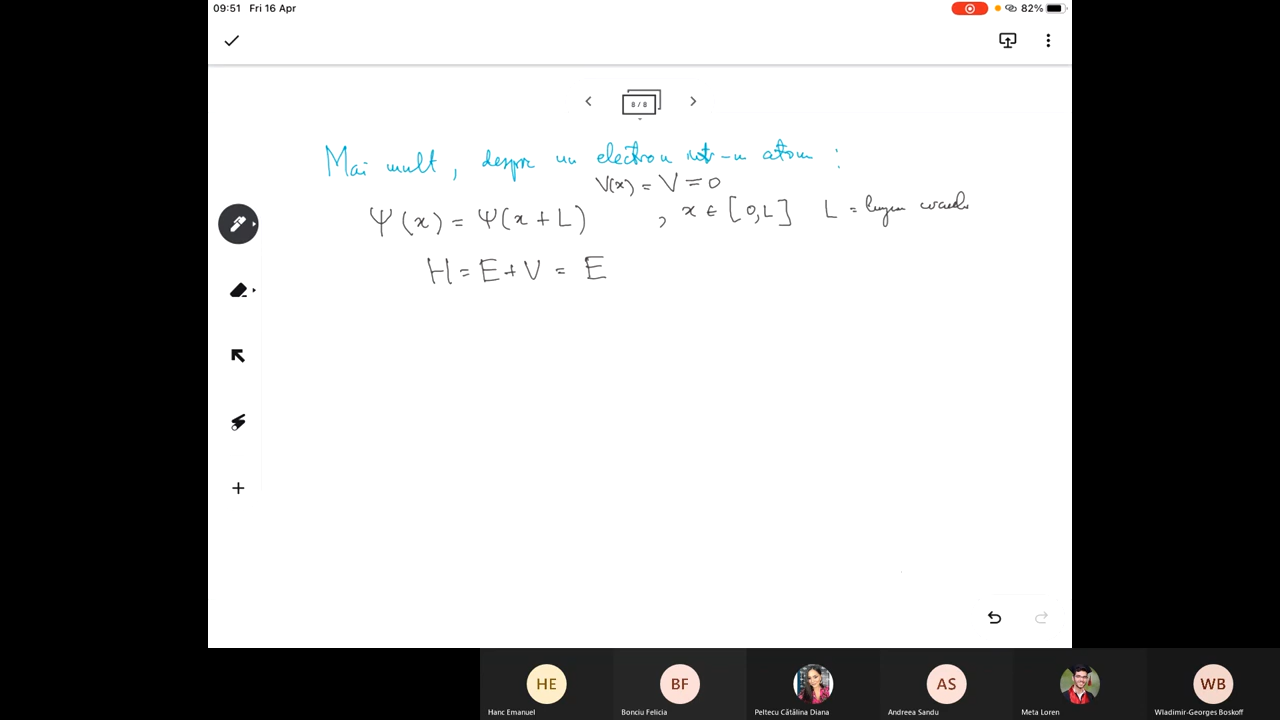 09:51 Fri 16 Apr
82%
8 / 8
Mai mult, despre un electron într-un atom :
V(x) = V = 0
Ψ(x) = Ψ(x + L) , x ∈ [0, L] L =
H = E + V = E
HE BF AS WB
Hanc Emanuel Bonciu Felicia Peltecu Cătălina Diana Andreea Sandu Meta Loren Wladimir-Georges Boskoff